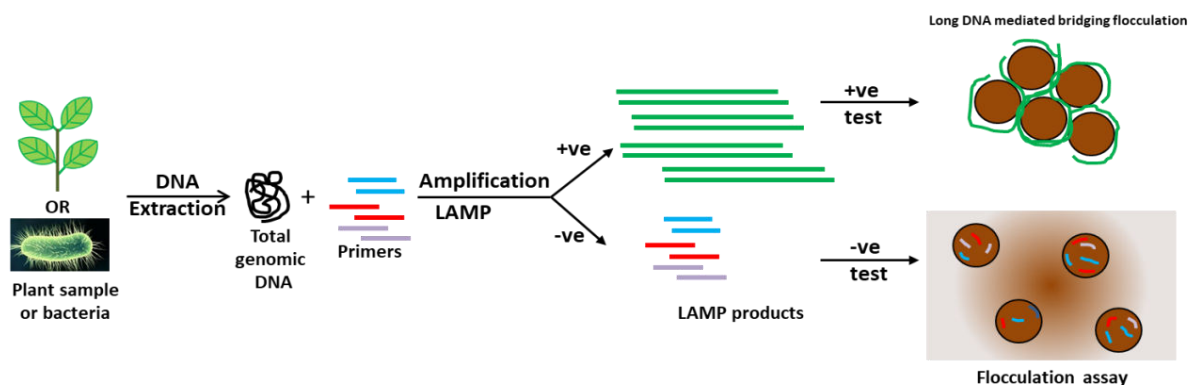 OR
Plant sample
or bacteria
DNA
Extraction
Total
genomic
DNA
+
Primers
Amplification
LAMP
+ve
-ve
LAMP products
+ve
test
-ve
test
Long DNA mediated bridging flocculation
Flocculation assay